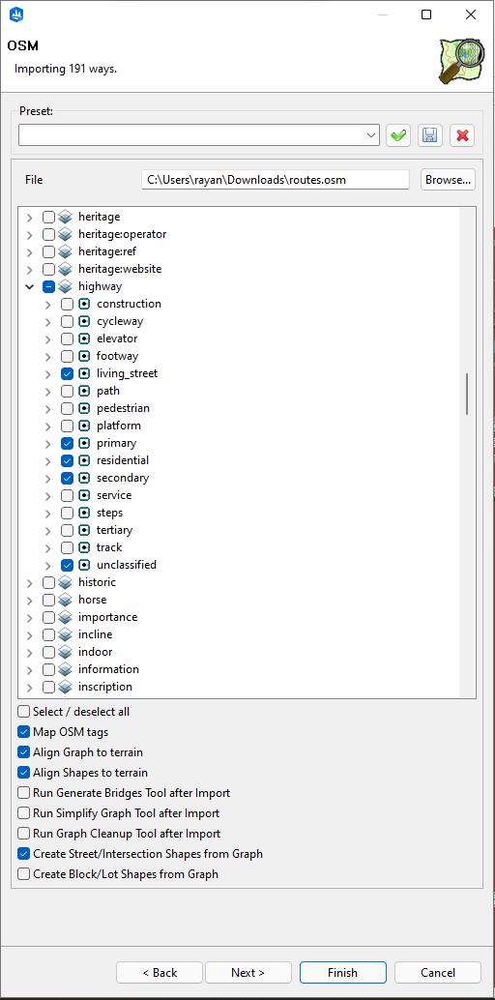 OSM
Importing 191 ways.
Preset:
File C:\Users\rayan\Downloads\routes.osm Browse...
heritage
heritage:operator
heritage:ref
heritage:website
highway
construction
cycleway
elevator
footway
living_street
path
pedestrian
platform
primary
residential
secondary
service
steps
tertiary
track
unclassified
historic
horse
importance
incline
indoor
information
inscription
Select / deselect all
Map OSM tags
Align Graph to terrain
Align Shapes to terrain
Run Generate Bridges Tool after Import
Run Simplify Graph Tool after Import
Run Graph Cleanup Tool after Import
Create Street/Intersection Shapes from Graph
Create Block/Lot Shapes from Graph
< Back Next > Finish Cancel